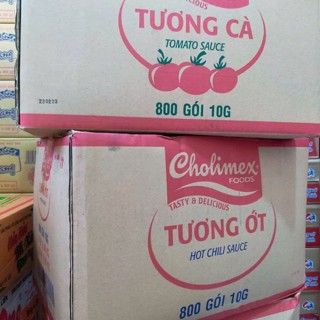 DELICIOUS
TƯƠNG CÀ
TOMATO SAUCE
800 GÓI 10G
Cholimex
FOODS
TASTY & DELICIOUS
TƯƠNG ỚT
HOT CHILI SAUCE
800 GÓI 10G